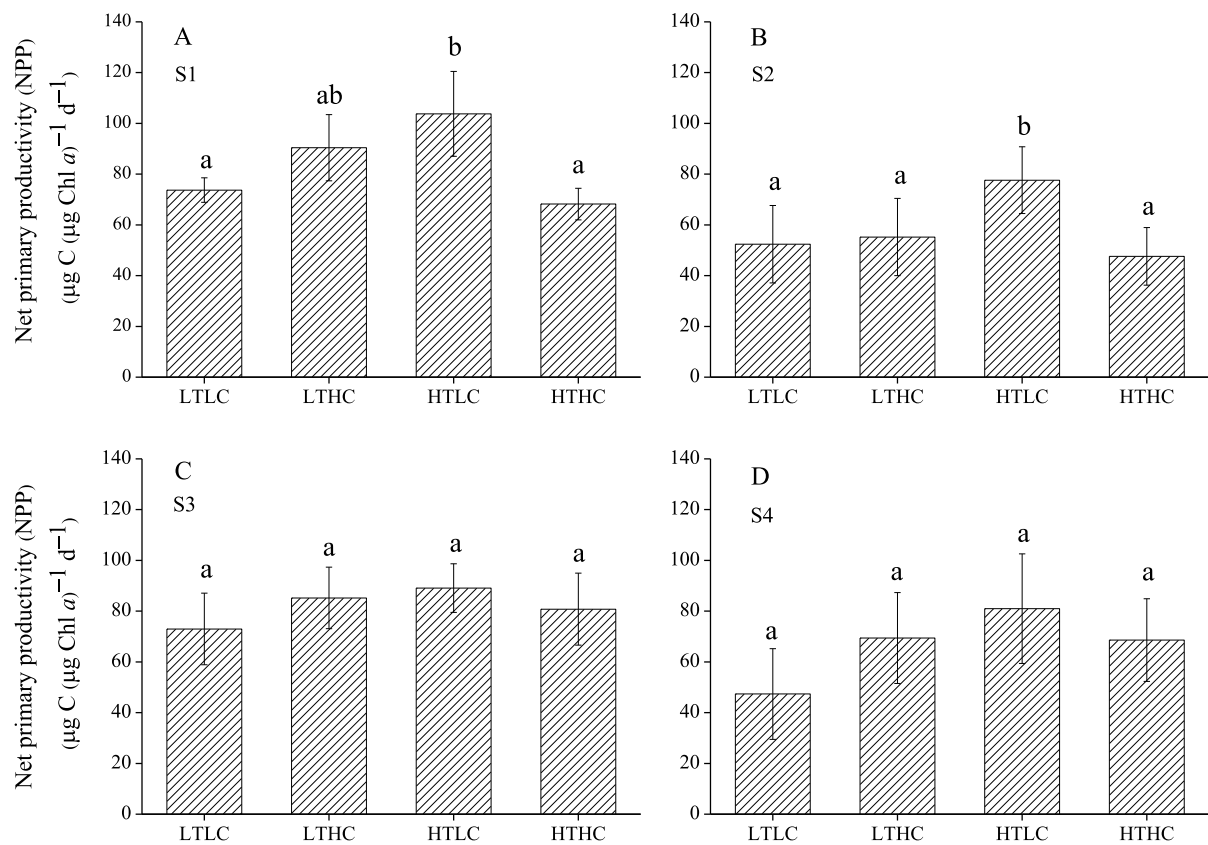 Net primary productivity (NPP)
(μg C (μg Chl a)⁻¹ d⁻¹)
140
120
100
80
60
40
20
0
A
S1
a
ab
b
a
LTLC LTHC HTLC HTHC
140
120
100
80
60
40
20
0
B
S2
a
a
b
a
LTLC LTHC HTLC HTHC
Net primary productivity (NPP)
(μg C (μg Chl a)⁻¹ d⁻¹)
140
120
100
80
60
40
20
0
C
S3
a
a
a
a
LTLC LTHC HTLC HTHC
140
120
100
80
60
40
20
0
D
S4
a
a
a
a
LTLC LTHC HTLC HTHC